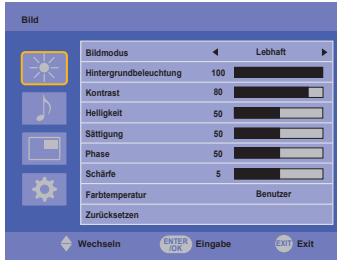 Bild
Bildmodus Lebhaft
Hintergrundbeleuchtung 100
Kontrast 80
Helligkeit 50
Sättigung 50
Phase 50
Schärfe 5
Farbtemperatur Benutzer
Zurücksetzen
Wechseln ENTER/OK Eingabe EXIT Exit